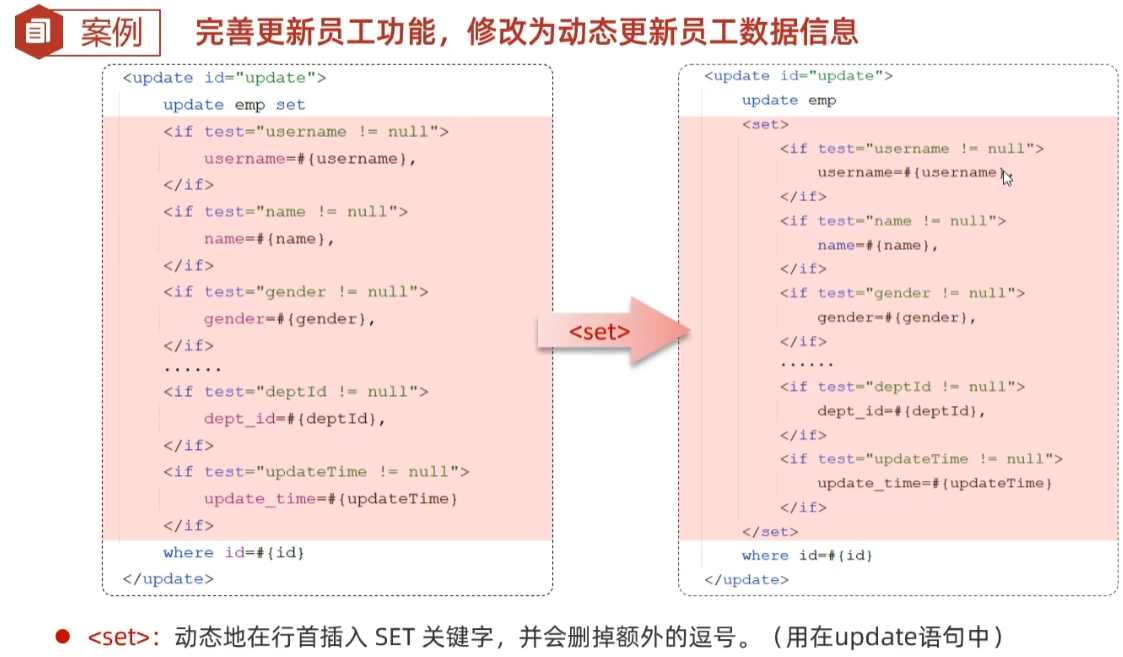 案例 完善更新员工功能，修改为动态更新员工数据信息
<update id="update">
update emp set
<if test="username != null">
username=#{username},
</if>
<if test="name != null">
name=#{name},
</if>
<if test="gender != null">
gender=#{gender},
</if>
......
<if test="deptId != null">
dept_id=#{deptId},
</if>
<if test="updateTime != null">
update_time=#{updateTime}
</if>
where id=#{id}
</update>
<set>
<update id="update">
update emp
<set>
<if test="username != null">
username=#{username},
</if>
<if test="name != null">
name=#{name},
</if>
<if test="gender != null">
gender=#{gender},
</if>
......
<if test="deptId != null">
dept_id=#{deptId},
</if>
<if test="updateTime != null">
update_time=#{updateTime}
</if>
</set>
where id=#{id}
</update>
● <set>：动态地在行首插入 SET 关键字，并会删掉额外的逗号。（用在update语句中）